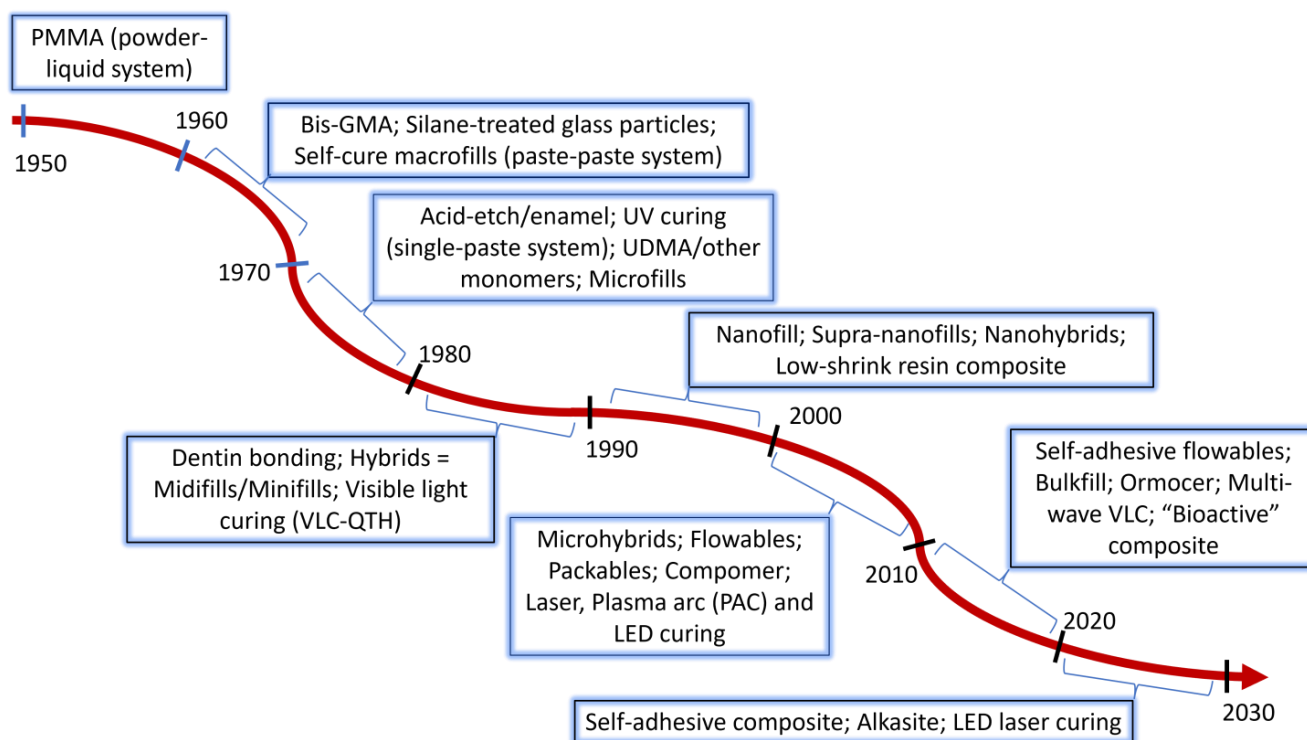 PMMA (powder-
liquid system)
1950
1960
Bis-GMA; Silane-treated glass particles;
Self-cure macrofills (paste-paste system)
1970
Acid-etch/enamel; UV curing
(single-paste system); UDMA/other
monomers; Microfills
1980
Dentin bonding; Hybrids =
Midifills/Minifills; Visible light
curing (VLC-QTH)
1990
Nanofill; Supra-nanofills; Nanohybrids;
Low-shrink resin composite
2000
Microhybrids; Flowables;
Packables; Compomer;
Laser, Plasma arc (PAC) and
LED curing
2010
Self-adhesive flowables;
Bulkfill; Ormocer; Multi-
wave VLC; “Bioactive”
composite
2020
Self-adhesive composite; Alkasite; LED laser curing
2030